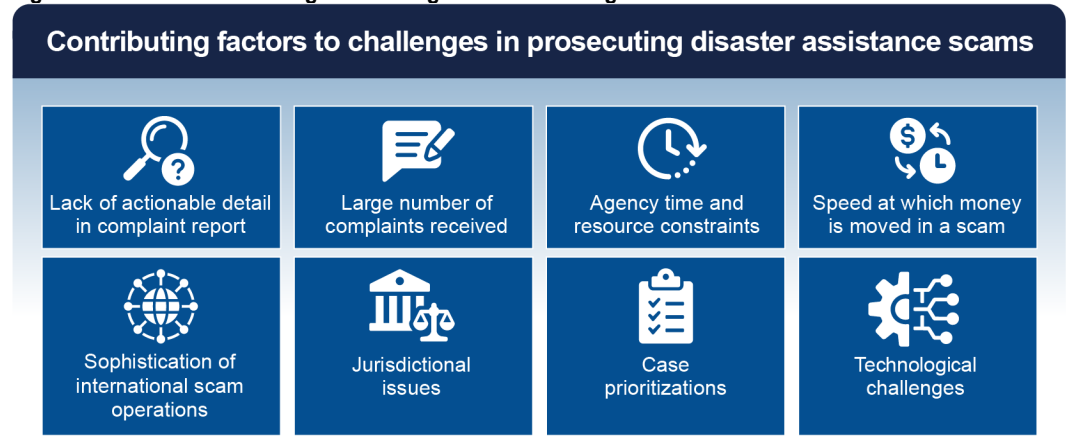 Contributing factors to challenges in prosecuting disaster assistance scams
Lack of actionable detail
in complaint report
Large number of
complaints received
Agency time and
resource constraints
Speed at which money
is moved in a scam
Sophistication of
international scam
operations
Jurisdictional
issues
Case
prioritizations
Technological
challenges